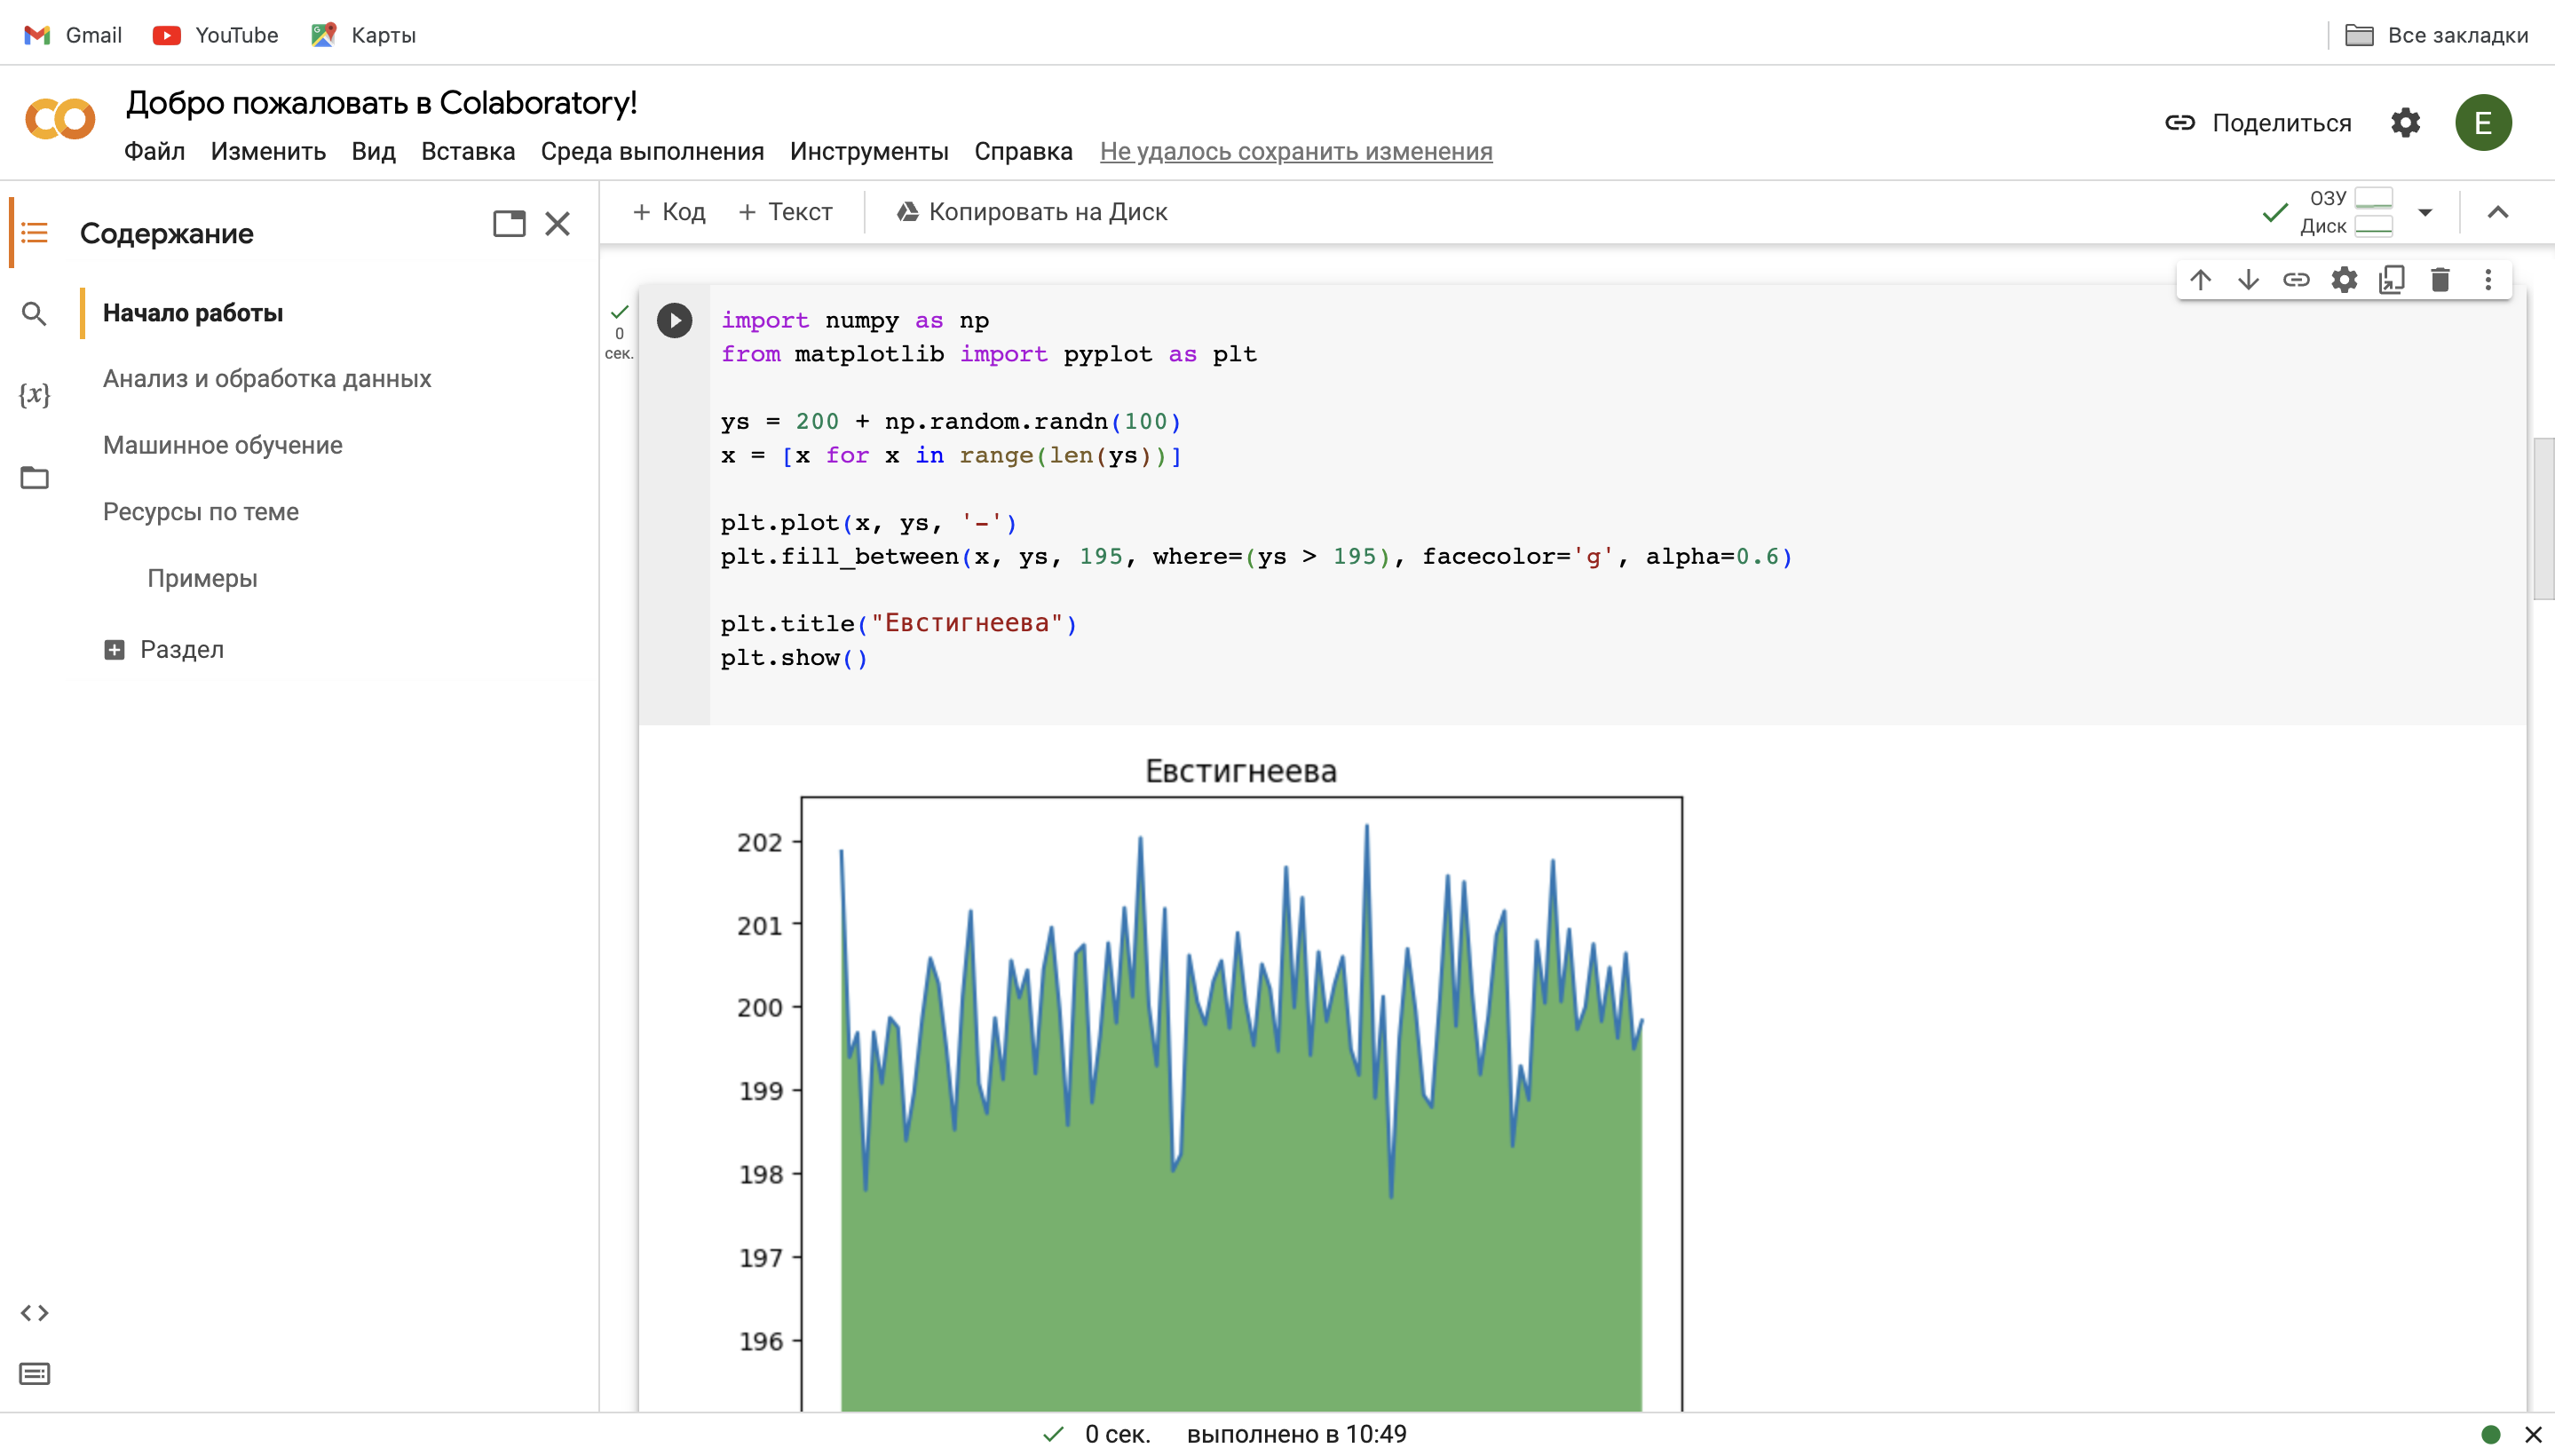 Gmail YouTube Карты Все закладки
Добро пожаловать в Colaboratory!
Файл Изменить Вид Вставка Среда выполнения Инструменты Справка Не удалось сохранить изменения
Поделиться
E
Содержание
Начало работы
Анализ и обработка данных
Машинное обучение
Ресурсы по теме
Примеры
Раздел
{x}
+ Код + Текст Копировать на Диск
ОЗУ
Диск
0
сек.
import numpy as np
from matplotlib import pyplot as plt
ys = 200 + np.random.randn(100)
x = [x for x in range(len(ys))]
plt.plot(x, ys, '-')
plt.fill_between(x, ys, 195, where=(ys > 195), facecolor='g', alpha=0.6)
plt.title("Евстигнеева")
plt.show()
Евстигнеева
202
201
200
199
198
197
196
0 сек. выполнено в 10:49